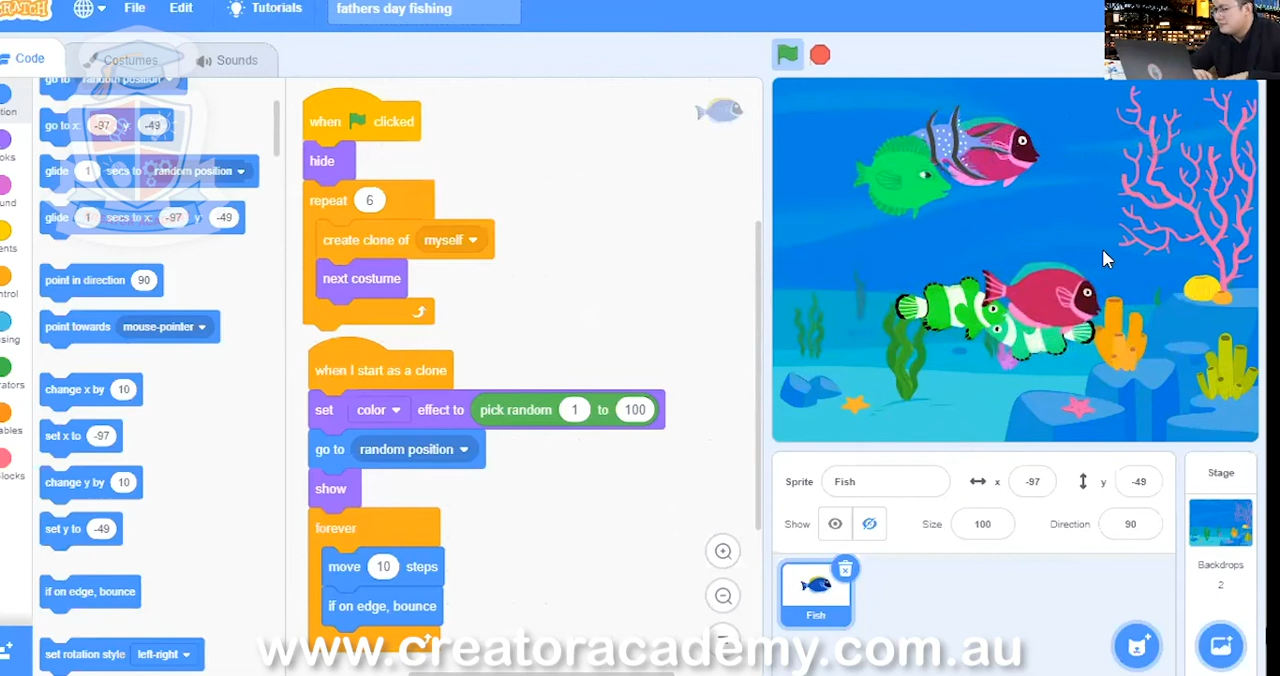 File Edit Tutorials fathers day fishing
Code Costumes Sounds
go to random position
go to x: -97 y: -49
glide 1 secs to random position
glide 1 secs to x: -97 y: -49
point in direction 90
point towards mouse-pointer
change x by 10
set x to -97
change y by 10
set y to -49
if on edge, bounce
set rotation style left-right
when clicked
hide
repeat 6
create clone of myself
next costume
when I start as a clone
set color effect to pick random 1 to 100
go to random position
show
forever
move 10 steps
if on edge, bounce
Sprite Fish x -97 y -49
Show Size 100 Direction 90
Fish
Stage
Backdrops
2
www.creatoracademy.com.au